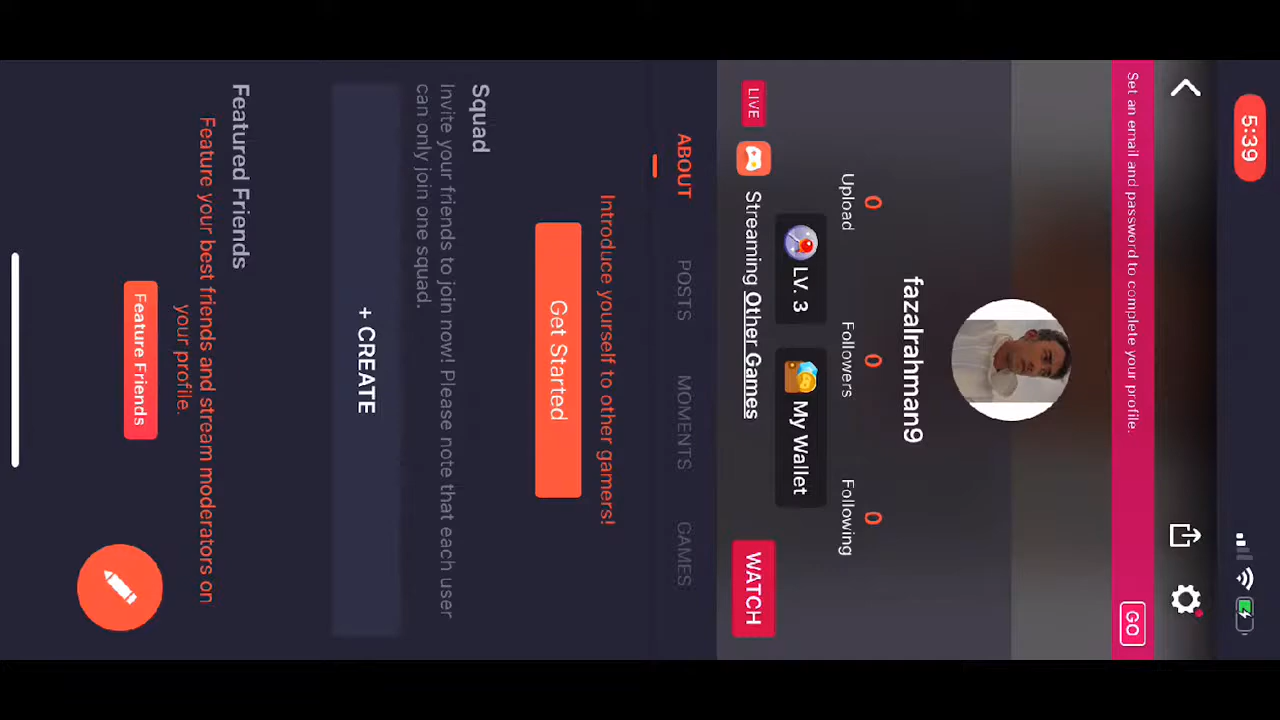 5:39
Set an email and password to complete your profile.
GO
fazalrahman9
0
0
0
Upload
Followers
Following
LV. 3
My Wallet
LIVE
Streaming Other Games
WATCH
ABOUT
POSTS
MOMENTS
GAMES
Introduce yourself to other gamers!
Get Started
Squad
Invite your friends to join now! Please note that each user
can only join one squad.
+ CREATE
Featured Friends
Feature your best friends and stream moderators on
your profile.
Feature Friends